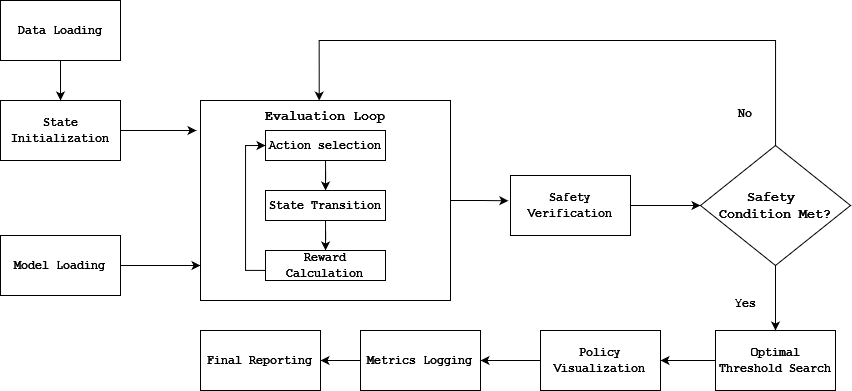 Data Loading
State
Initialization
Model Loading
Evaluation Loop
Action selection
State Transition
Reward
Calculation
Safety
Verification
Safety
Condition Met?
No
Yes
Optimal
Threshold Search
Policy
Visualization
Metrics Logging
Final Reporting